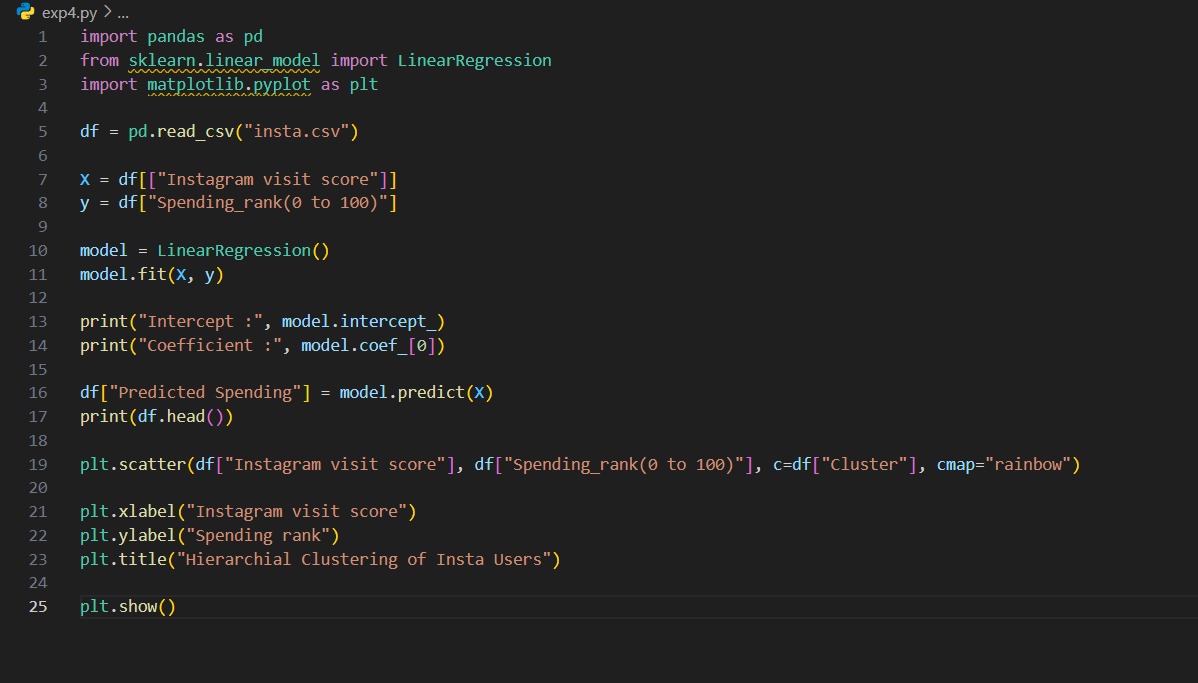 exp4.py > ...
1 import pandas as pd
2 from sklearn.linear_model import LinearRegression
3 import matplotlib.pyplot as plt
4
5 df = pd.read_csv("insta.csv")
6
7 X = df[["Instagram visit score"]]
8 y = df["Spending_rank(0 to 100)"]
9
10 model = LinearRegression()
11 model.fit(X, y)
12
13 print("Intercept :", model.intercept_)
14 print("Coefficient :", model.coef_[0])
15
16 df["Predicted Spending"] = model.predict(X)
17 print(df.head())
18
19 plt.scatter(df["Instagram visit score"], df["Spending_rank(0 to 100)"], c=df["Cluster"], cmap="rainbow")
20
21 plt.xlabel("Instagram visit score")
22 plt.ylabel("Spending rank")
23 plt.title("Hierarchial Clustering of Insta Users")
24
25 plt.show()